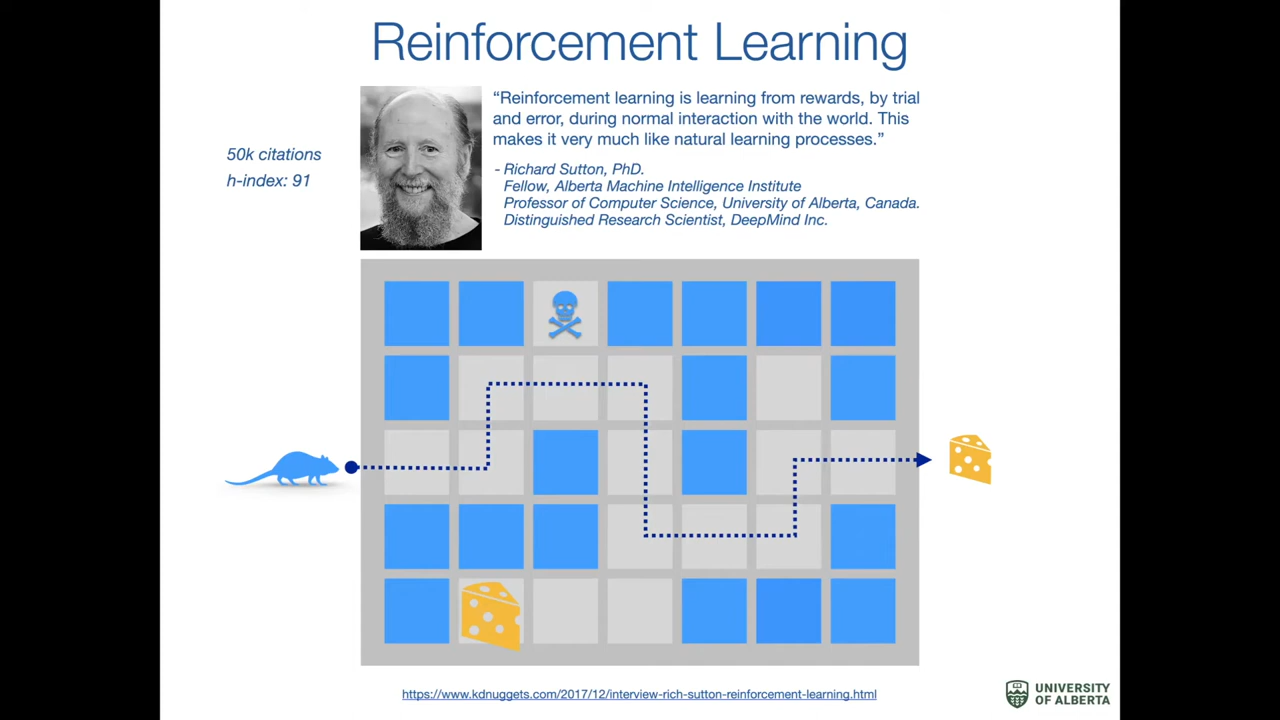 Reinforcement Learning
“Reinforcement learning is learning from rewards, by trial
and error, during normal interaction with the world. This
makes it very much like natural learning processes.”
- Richard Sutton, PhD.
Fellow, Alberta Machine Intelligence Institute
Professor of Computer Science, University of Alberta, Canada.
Distinguished Research Scientist, DeepMind Inc.
50k citations
h-index: 91
https://www.kdnuggets.com/2017/12/interview-rich-sutton-reinforcement-learning.html
UNIVERSITY
OF ALBERTA